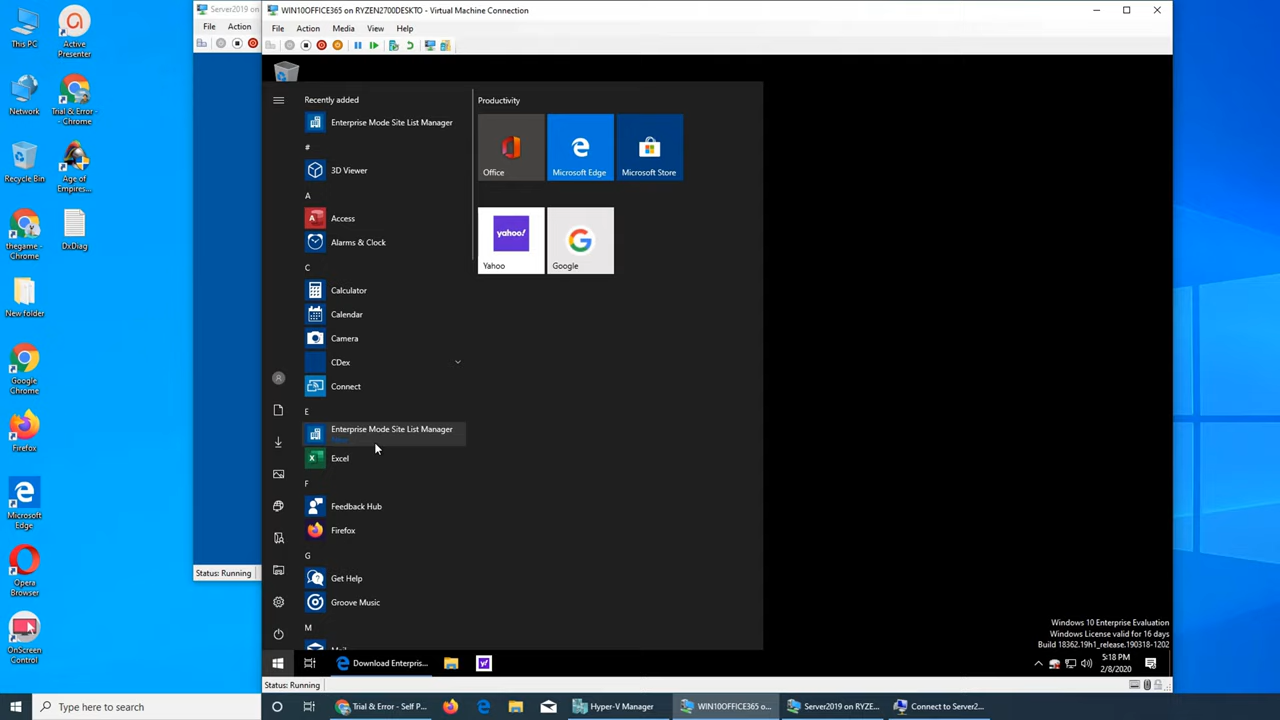 This PC
Active
Presenter
Network
Trial & Error
- Chrome
Recycle Bin
Age of
Empires...
thegame -
Chrome
DxDiag
New folder
Google
Chrome
Firefox
Microsoft
Edge
Opera
Browser
OnScreen
Control
Server2019 on
File Action
Status: Running
WIN10OFFICE365 on RYZEN2700DESKTO - Virtual Machine Connection
File Action Media View Help
Recently added
Enterprise Mode Site List Manager
#
3D Viewer
A
Access
Alarms & Clock
C
Calculator
Calendar
Camera
CDex
Connect
E
Enterprise Mode Site List Manager
Excel
F
Feedback Hub
Firefox
G
Get Help
Groove Music
M
Mail
Productivity
Office
Microsoft Edge
Microsoft Store
yahoo!
Yahoo
Google
Windows 10 Enterprise Evaluation
Windows License valid for 16 days
Build 18362.19h1_release.190318-1202
Download Enterpris...
5:18 PM
2/8/2020
Status: Running
Type here to search
Trial & Error - Self P...
Hyper-V Manager
WIN10OFFICE365 o...
Server2019 on RYZE...
Connect to Server2...